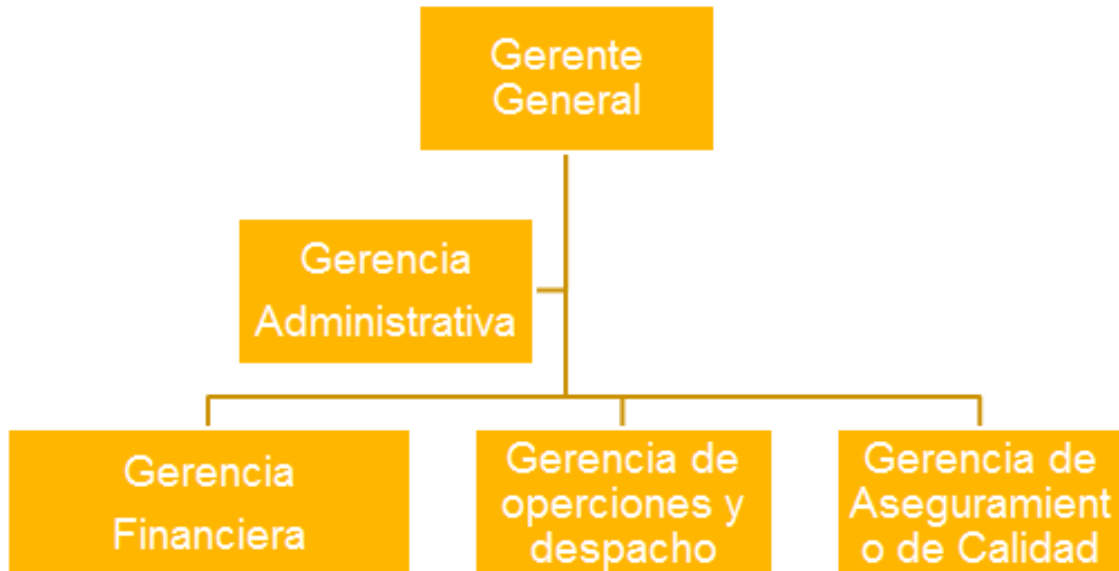 Gerente
General
Gerencia
Administrativa
Gerencia
Financiera
Gerencia de
operciones y
despacho
Gerencia de
Aseguramient
o de Calidad